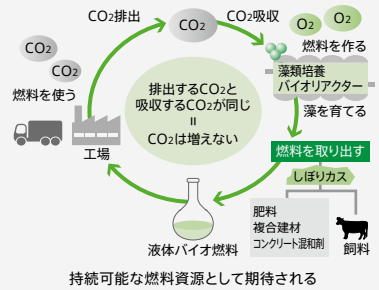 CO2排出
CO2
CO2吸収
O2
O2
CO2
CO2
燃料を作る
藻類培養
バイオリアクター
藻を育てる
燃料を使う
工場
排出するCO2と
吸収するCO2が同じ
=
CO2は増えない
燃料を取り出す
しぼりカス
肥料
複合建材
コンクリート混和剤
飼料
液体バイオ燃料
持続可能な燃料資源として期待される